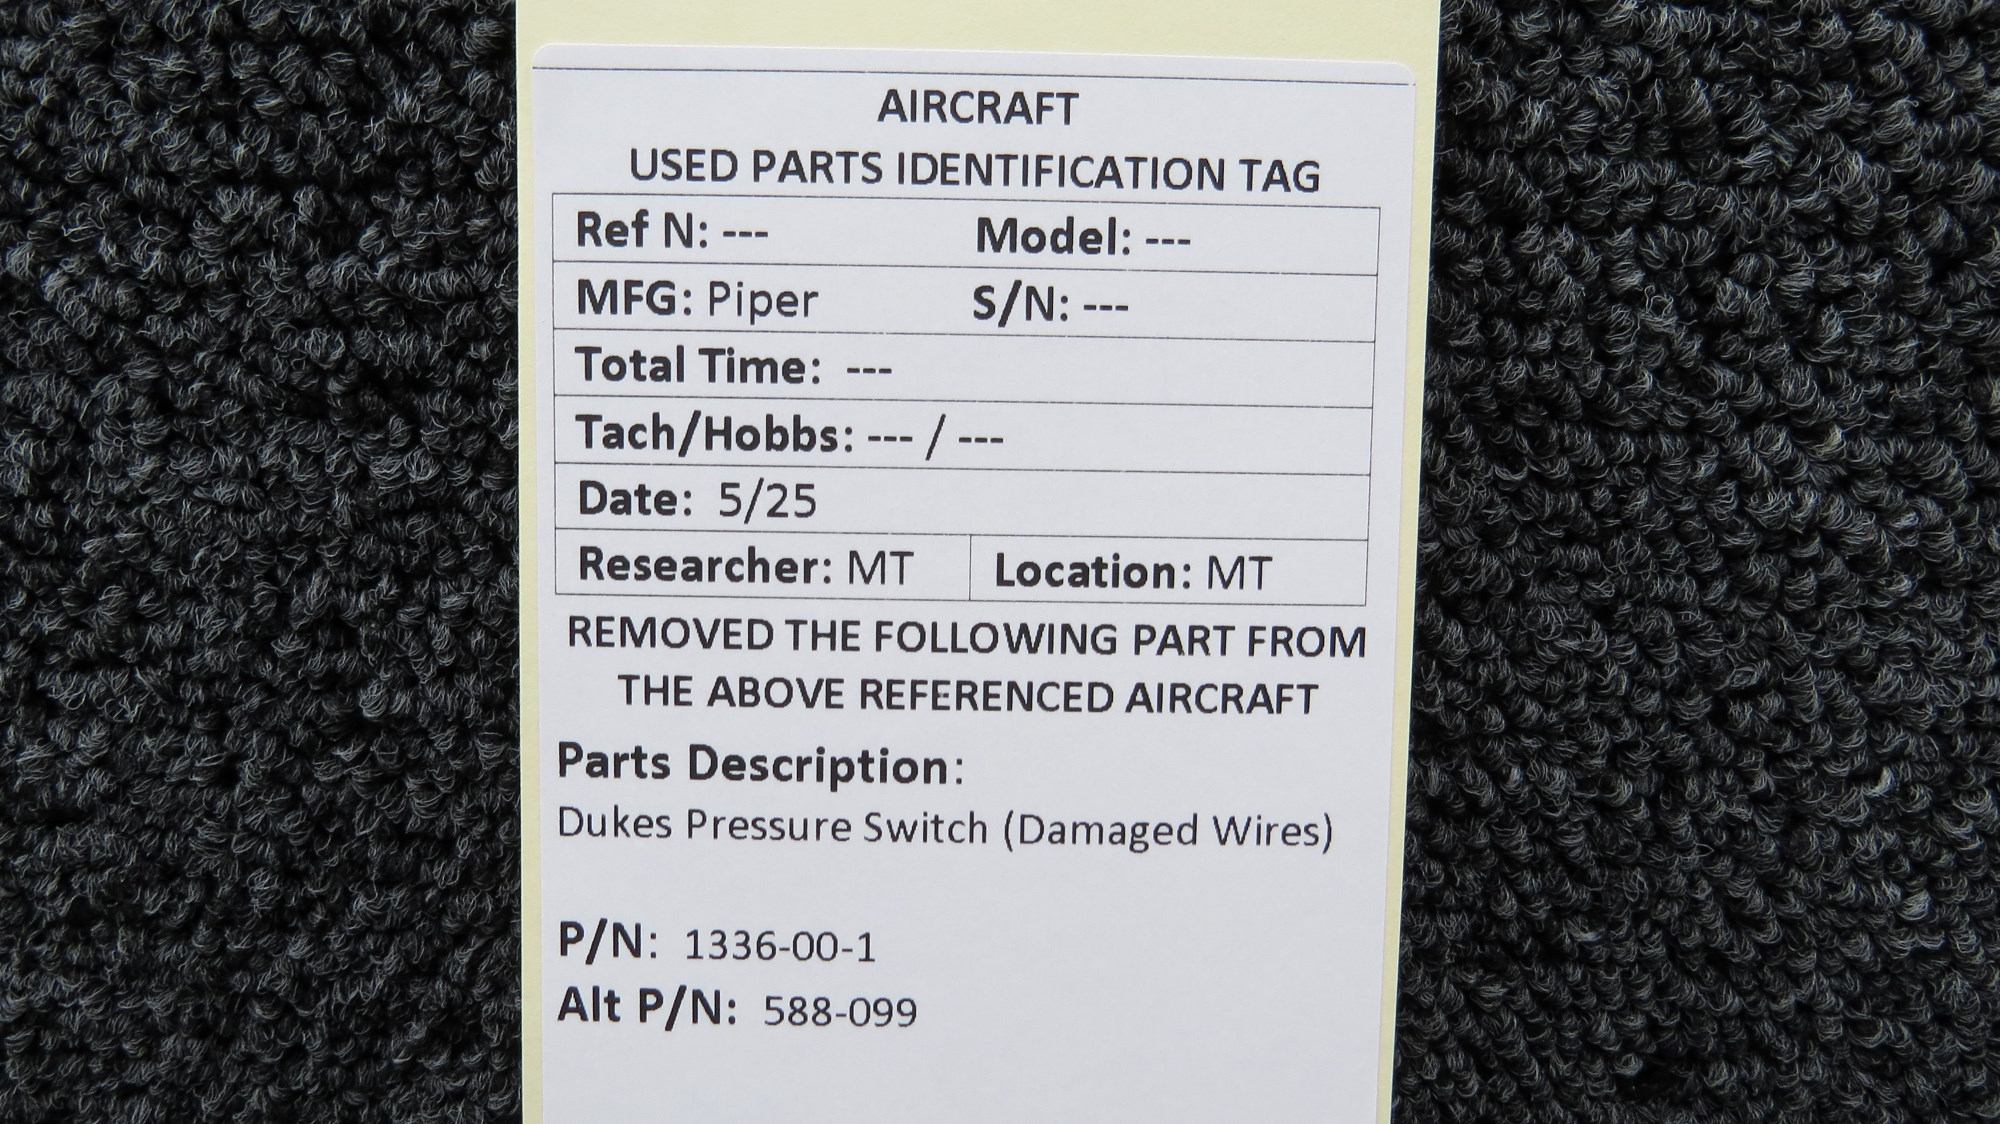 AIRCRAFT
USED PARTS IDENTIFICATION TAG
Ref N: --- Model: ---
MFG: Piper S/N: ---
Total Time: ---
Tach/Hobbs: --- / ---
Date: 5/25
Researcher: MT Location: MT
REMOVED THE FOLLOWING PART FROM
THE ABOVE REFERENCED AIRCRAFT
Parts Description:
Dukes Pressure Switch (Damaged Wires)
P/N: 1336-00-1
Alt P/N: 588-099